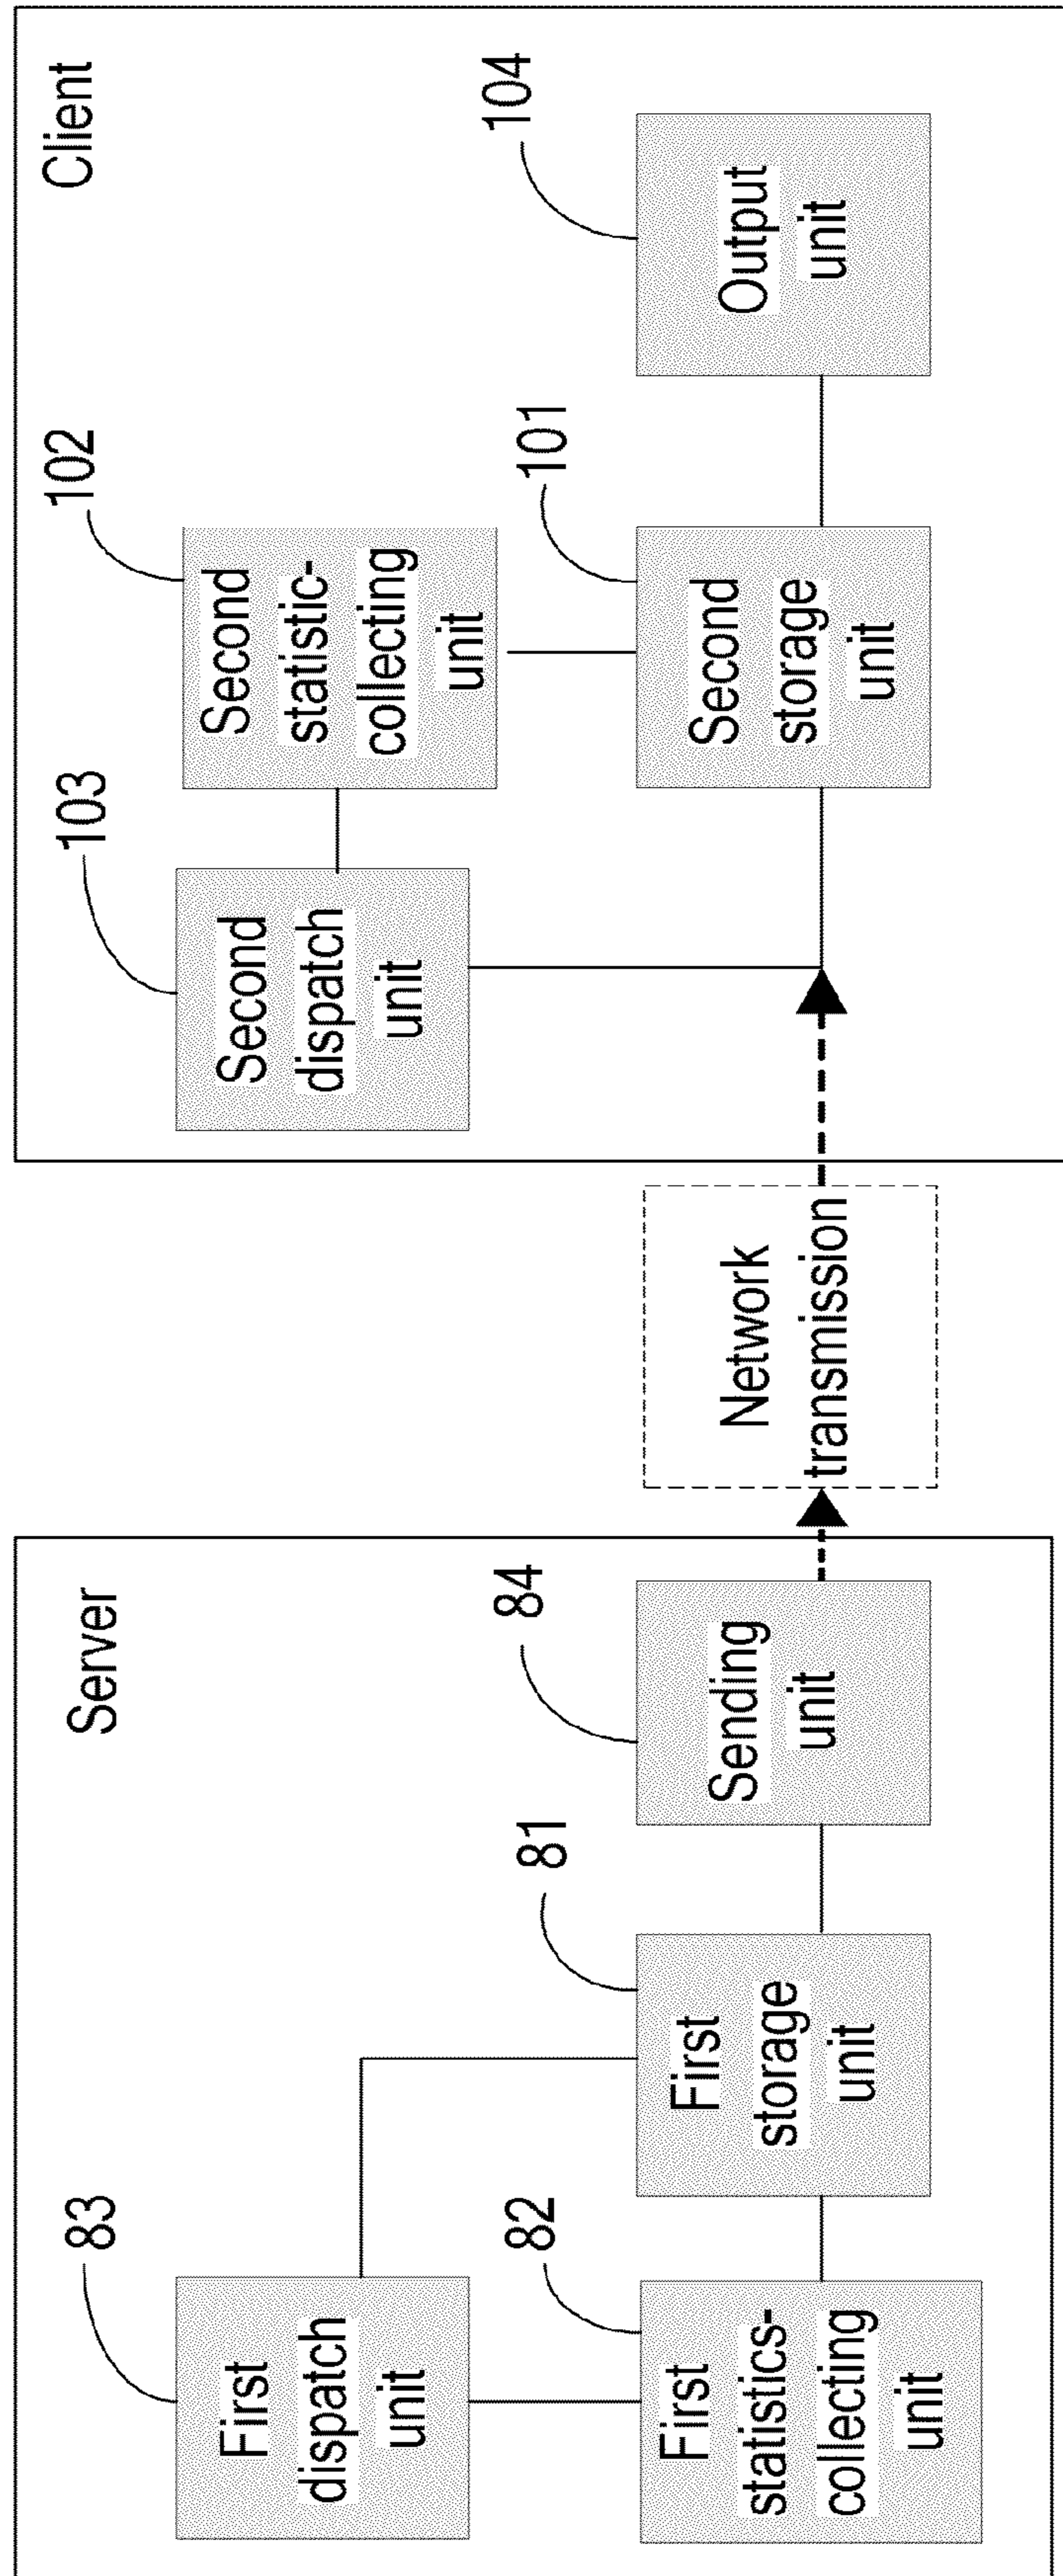 Server
83
First
dispatch
unit
82
First
statistics-
collecting
unit
81
First
storage
unit
84
Sending
unit
Network
transmission
Client
103
Second
dispatch
unit
102
Second
statistic-
collecting
unit
101
Second
storage
unit
104
Output
unit